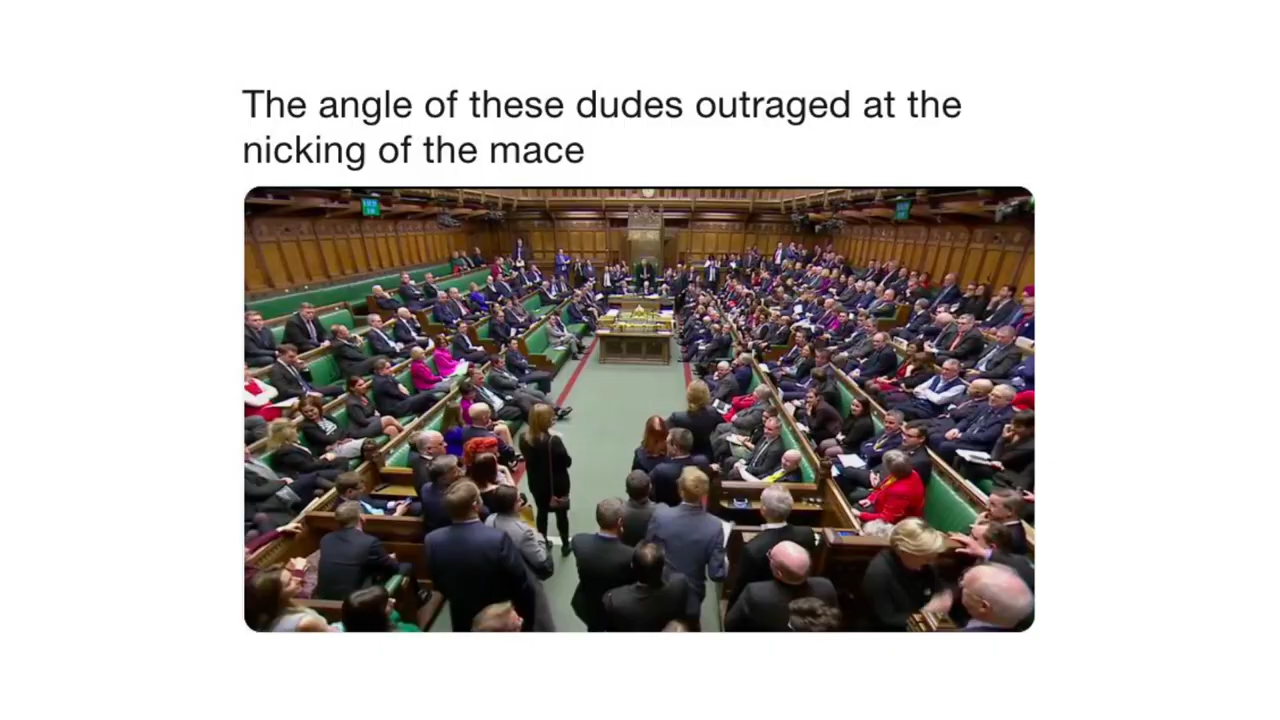 The angle of these dudes outraged at the
nicking of the mace